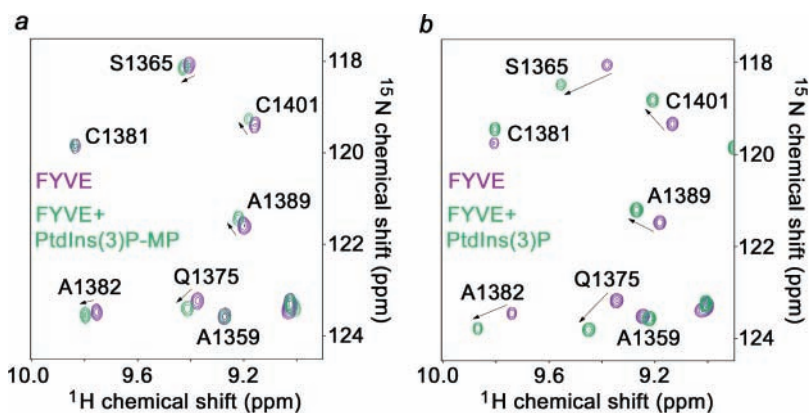 a
S1365
C1401
C1381
FYVE
A1389
FYVE+
PtdIns(3)P-MP
A1382
Q1375
A1359
118
120
122
124
15N chemical shift (ppm)
10.0
9.6
9.2
1H chemical shift (ppm)
b
S1365
C1401
C1381
FYVE
A1389
FYVE+
PtdIns(3)P
Q1375
A1382
A1359
118
120
122
124
15N chemical shift (ppm)
10.0
9.6
9.2
1H chemical shift (ppm)